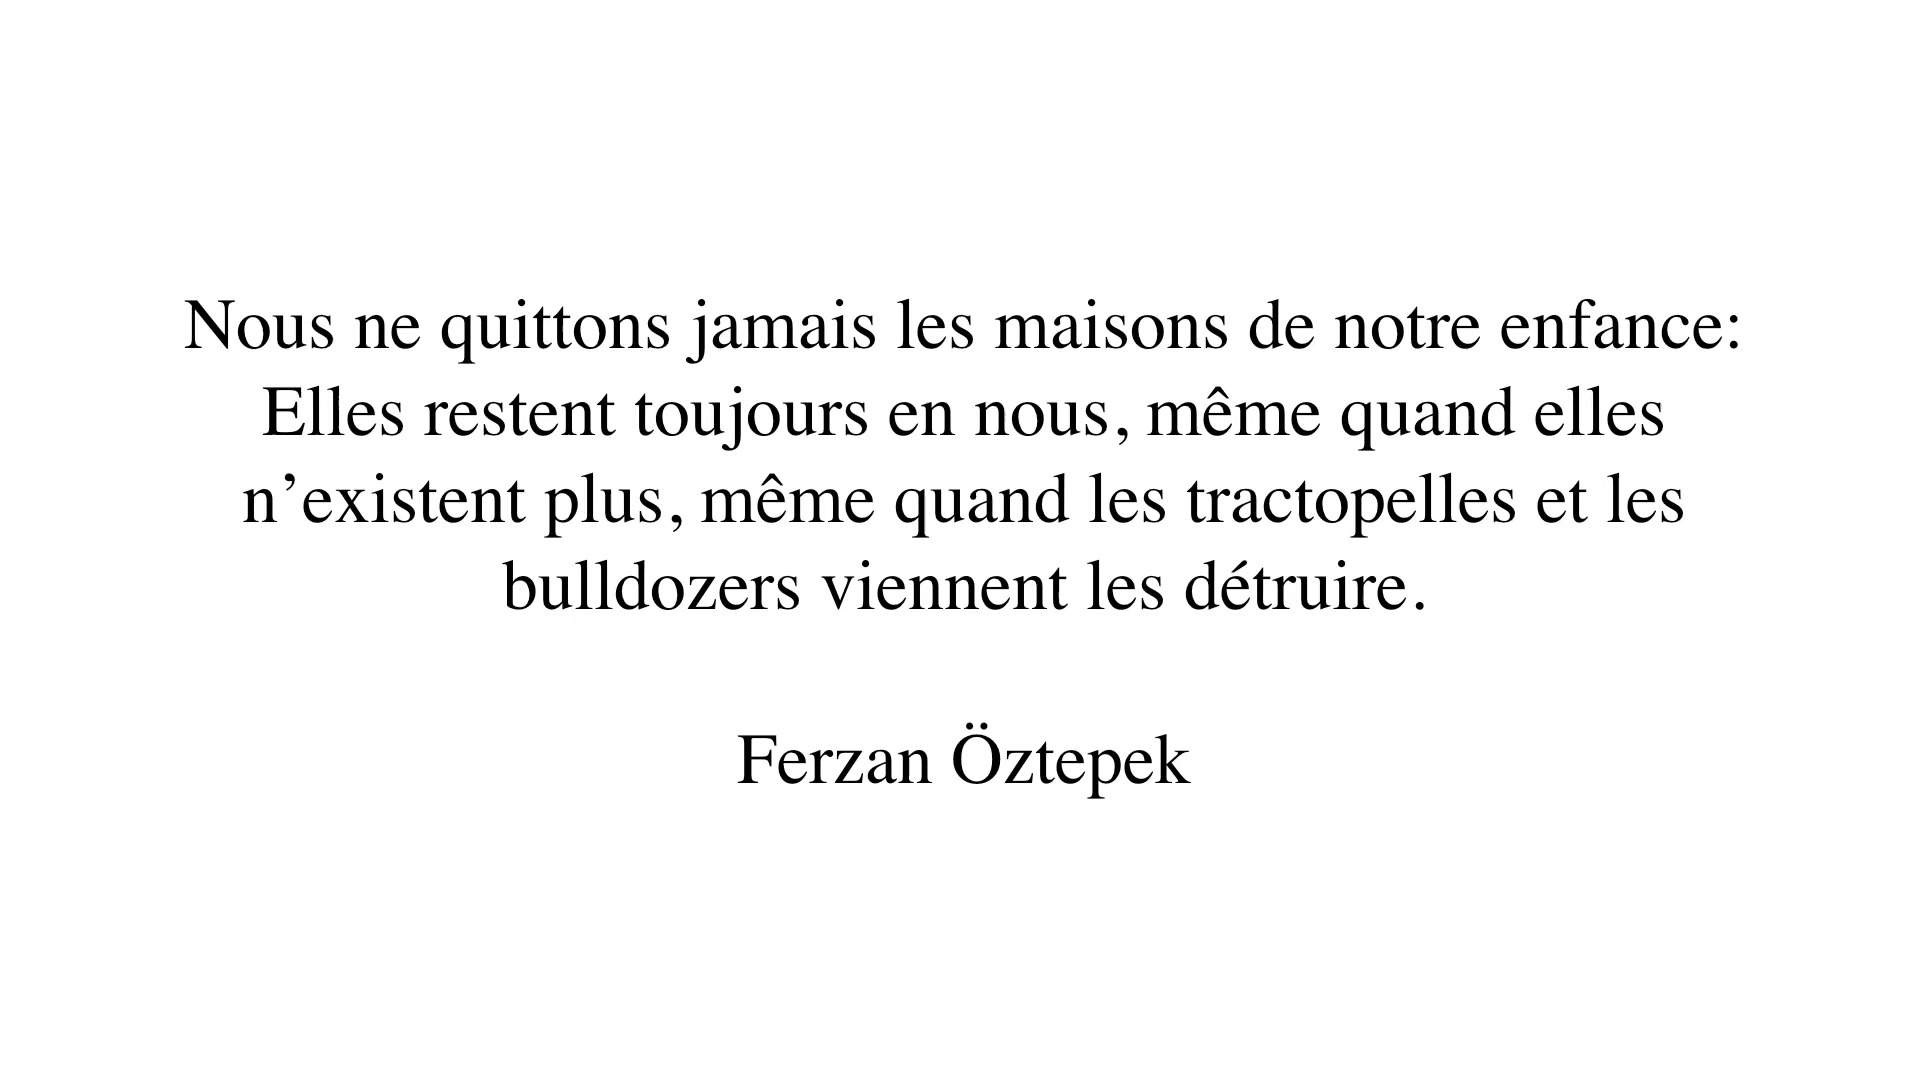 Nous ne quittons jamais les maisons de notre enfance:
Elles restent toujours en nous, même quand elles
n’existent plus, même quand les tractopelles et les
bulldozers viennent les détruire.
Ferzan Öztepek